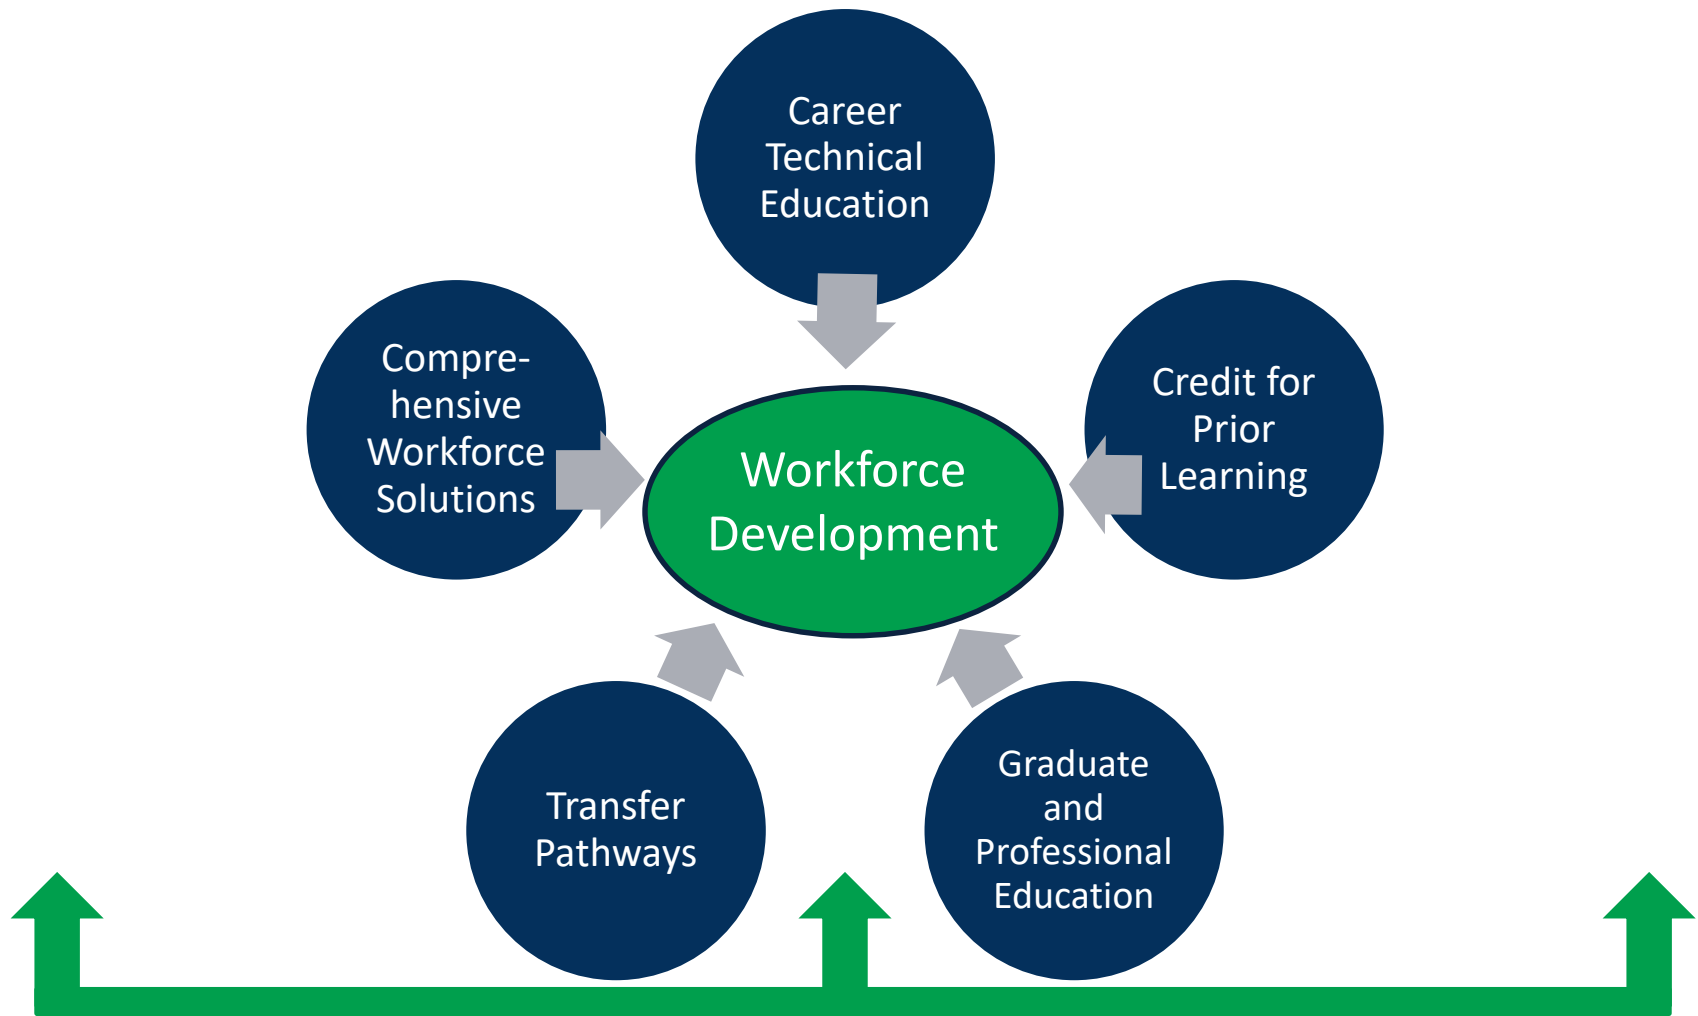 Career
Technical
Education
Compre-
hensive
Workforce
Solutions
Credit for
Prior
Learning
Workforce
Development
Transfer
Pathways
Graduate
and
Professional
Education